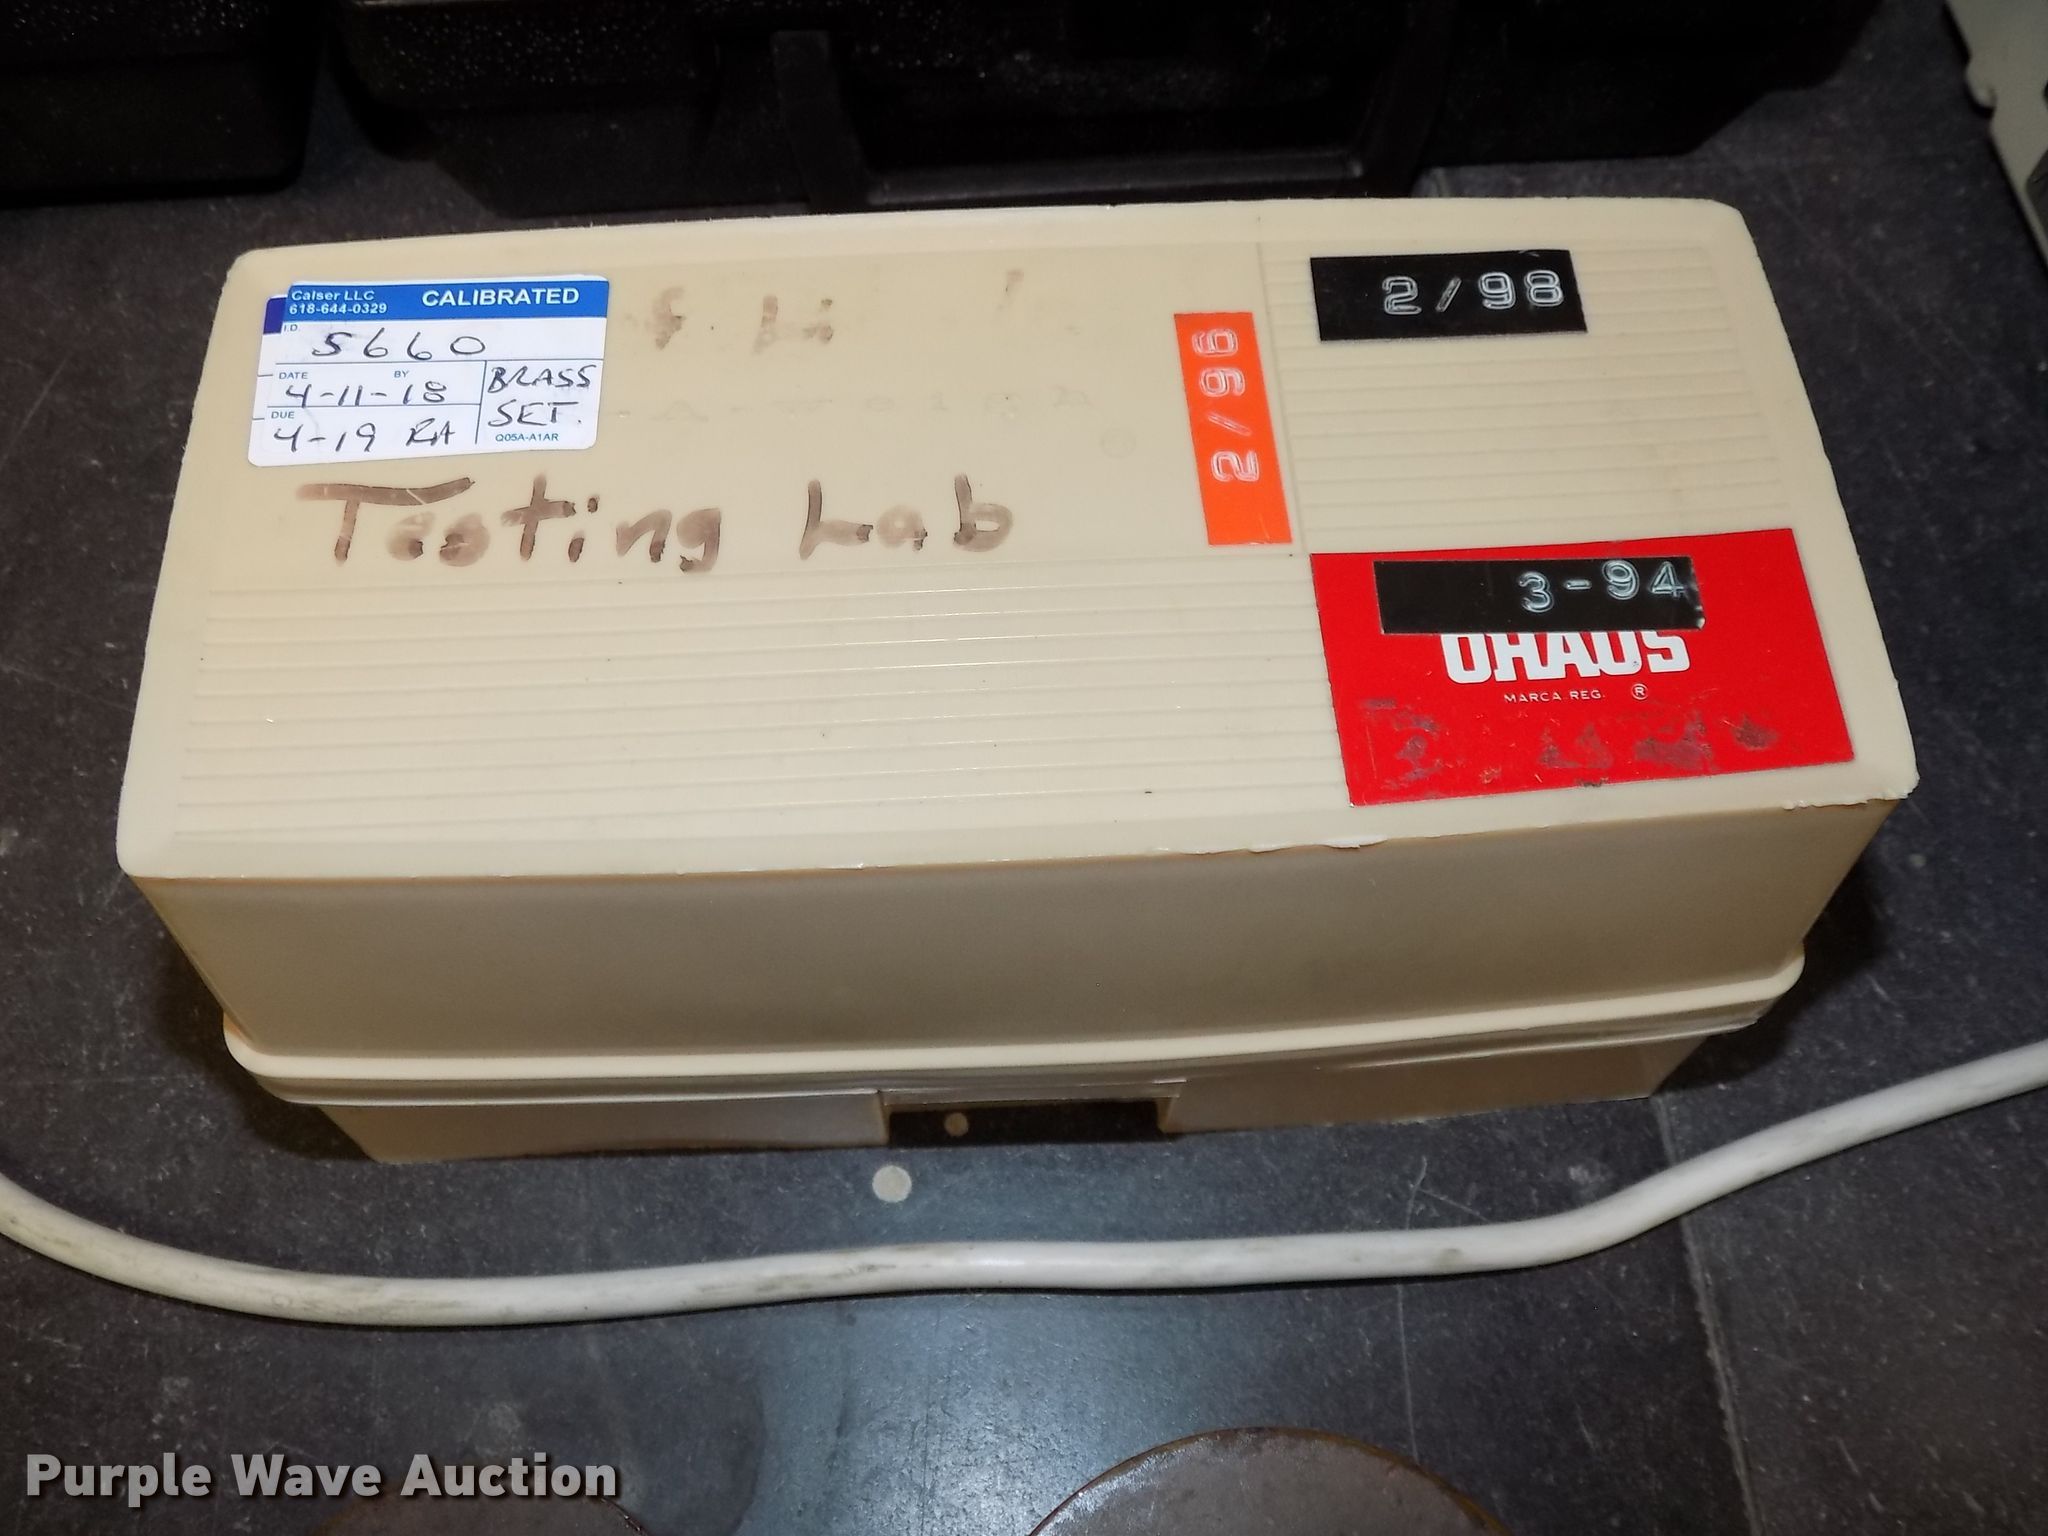 Calser LLC CALIBRATED
618-644-0329
I.D. 5660
DATE 4-11-18 BY BRASS
DUE 4-19 RA SET.
Q05A-A1AR
Testing Lab
2/96
2/98
3-94
OHAUS
MARCA REG. ®
Purple Wave Auction